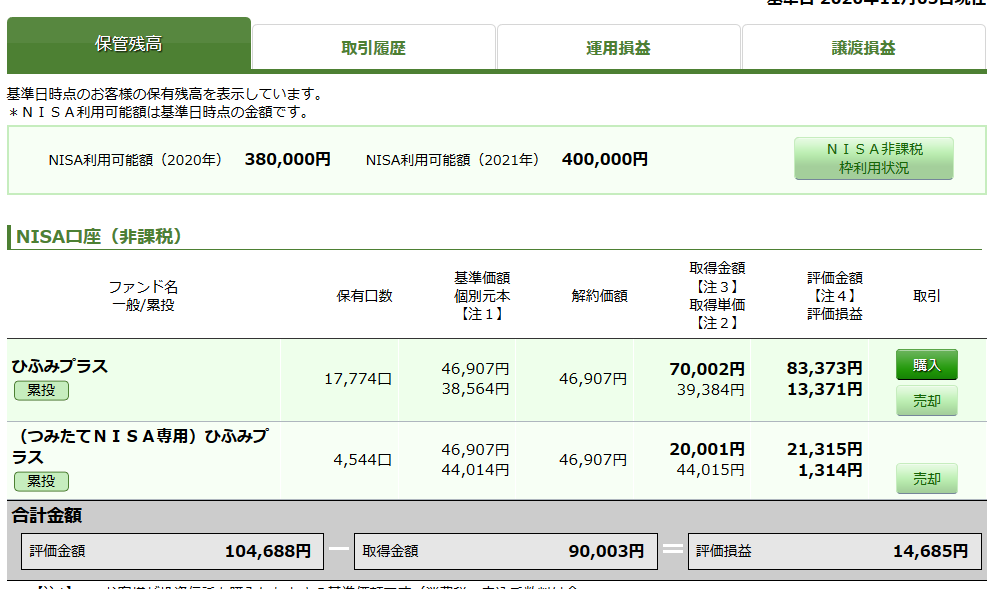 基準日 2020年11月05日現在
保管残高
取引履歴
運用損益
譲渡損益
基準日時点のお客様の保有残高を表示しています。
＊ＮＩＳＡ利用可能額は基準日時点の金額です。
NISA利用可能額（2020年） 380,000円 NISA利用可能額（2021年） 400,000円
ＮＩＳＡ非課税
枠利用状況
NISA口座（非課税）
ファンド名
一般/累投
保有口数
基準価額
個別元本
【注１】
解約価額
取得金額
【注３】
取得単価
【注２】
評価金額
【注４】
評価損益
取引
ひふみプラス
累投
17,774口
46,907円
38,564円
46,907円
70,002円
39,384円
83,373円
13,371円
購入
売却
（つみたてＮＩＳＡ専用）ひふみプ
ラス
累投
4,544口
46,907円
44,014円
46,907円
20,001円
44,015円
21,315円
1,314円
売却
合計金額
評価金額 104,688円 － 取得金額 90,003円 ＝ 評価損益 14,685円